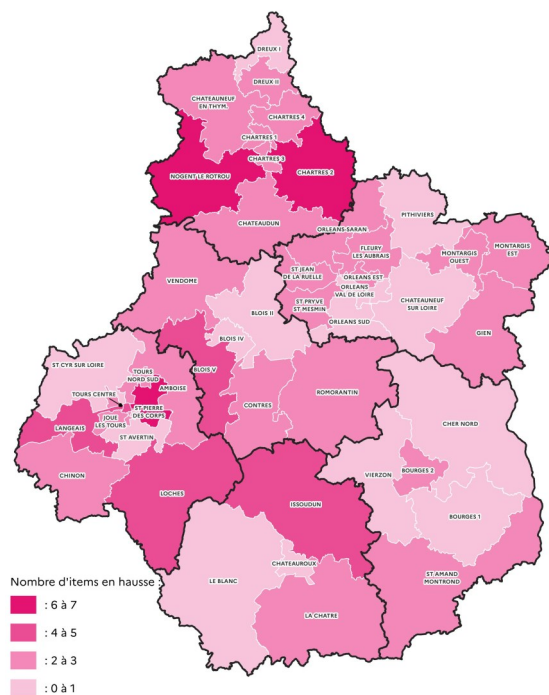 DREUX I
DREUX II
CHATEAUNEUF
EN THYM.
CHARTRES 4
CHARTRES 1
CHARTRES 3
NOGENT LE ROTROU
CHARTRES 2
CHATEAUDUN
ORLEANS-SARAN
PITHIVIERS
FLEURY
LES AUBRAIS
MONTARGIS
OUEST
MONTARGIS
EST
ST JEAN
DE LA RUELLE
ORLEANS EST
ORLEANS
VAL DE LOIRE
CHATEAUNEUF
SUR LOIRE
VENDOME
ST PRYVE
ST MESMIN
BLOIS II
ORLEANS SUD
GIEN
BLOIS IV
ST CYR SUR LOIRE
TOURS
NORD SUD
BLOIS V
AMBOISE
ROMORANTIN
TOURS CENTRE
ST PIERRE
DES CORPS
CONTRES
LANGEAIS
JOUE
LES TOURS
ST AVERTIN
CHER NORD
CHINON
VIERZON
BOURGES 2
LOCHES
ISSOUDUN
BOURGES 1
CHATEAUROUX
LE BLANC
ST AMAND
MONTROND
LA CHATRE
Nombre d'items en hausse :
: 6 à 7
: 4 à 5
: 2 à 3
: 0 à 1